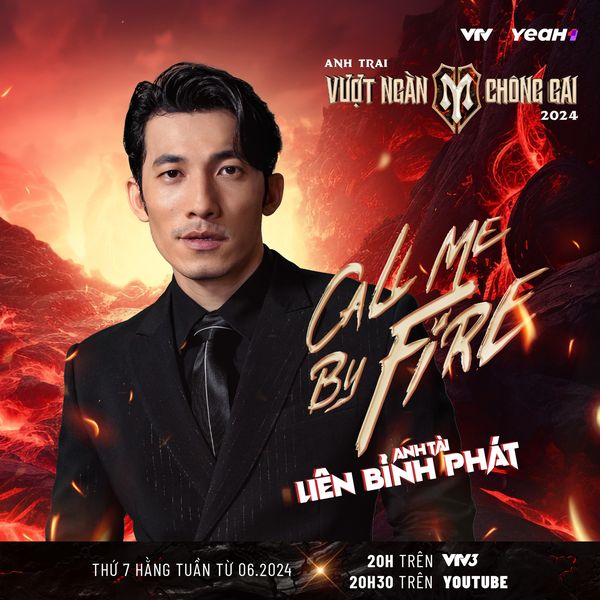 VTV YEAH1
ANH TRAI
VƯỢT NGÀN CHÔNG GAI
2024
CALL ME
BY FIRE
ANH TÀI
LIÊN BỈNH PHÁT
THỨ 7 HẰNG TUẦN TỪ 06.2024
20H TRÊN VTV3
20H30 TRÊN YOUTUBE